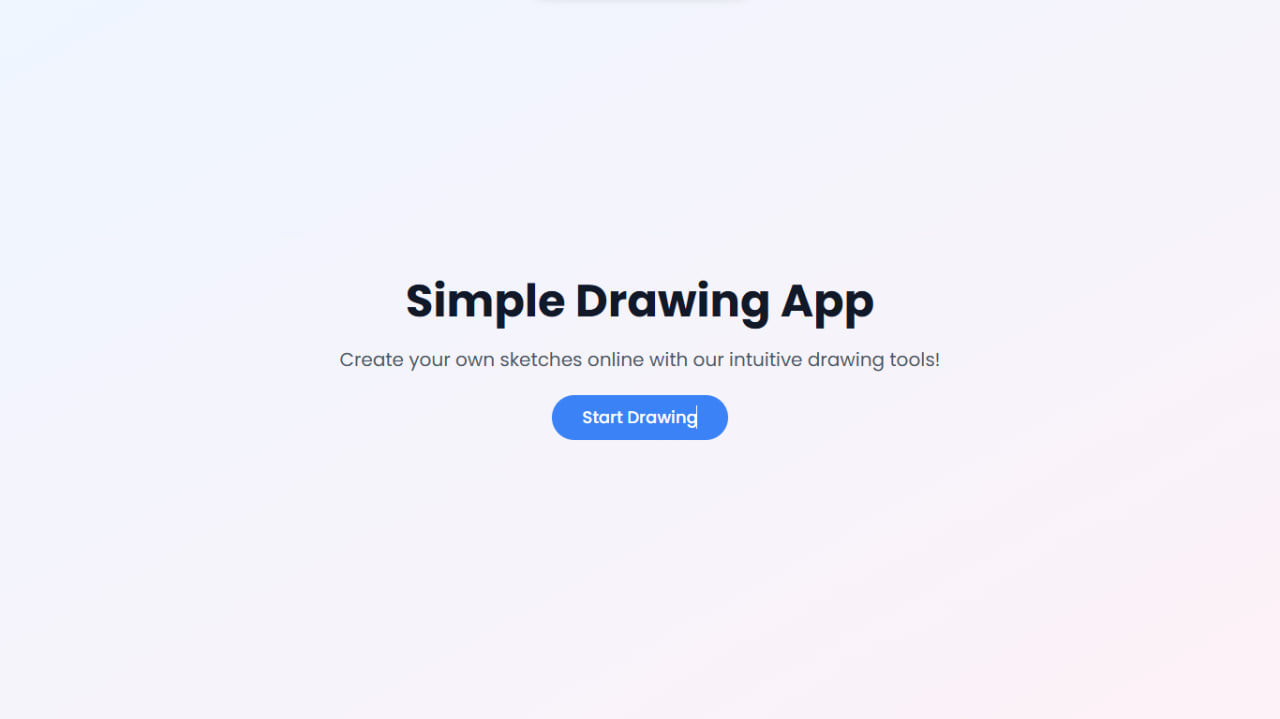 Simple Drawing App
Create your own sketches online with our intuitive drawing tools!
Start Drawing